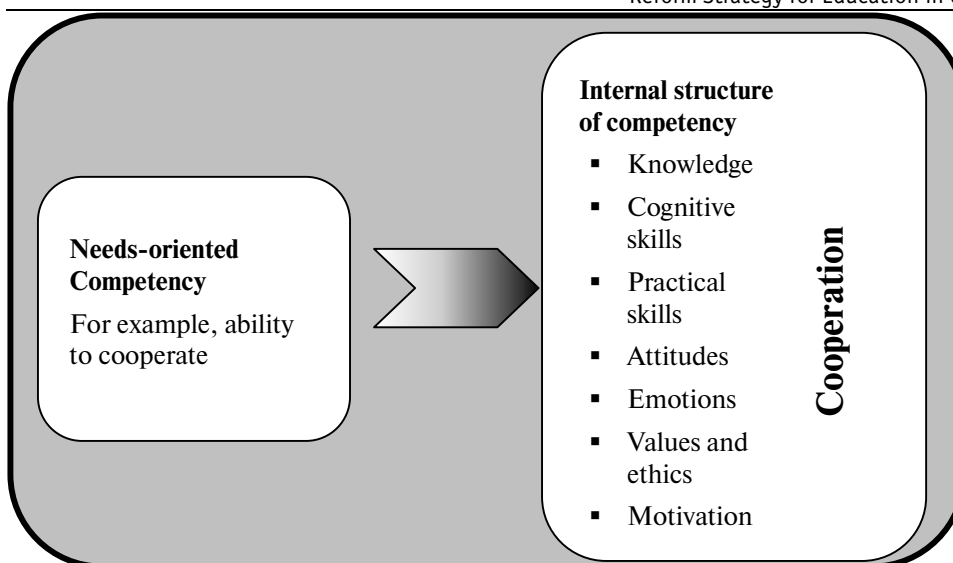 Needs-oriented
Competency
For example, ability
to cooperate
Internal structure
of competency
▪ Knowledge
▪ Cognitive
skills
▪ Practical
skills
▪ Attitudes
▪ Emotions
▪ Values and
ethics
▪ Motivation
Cooperation